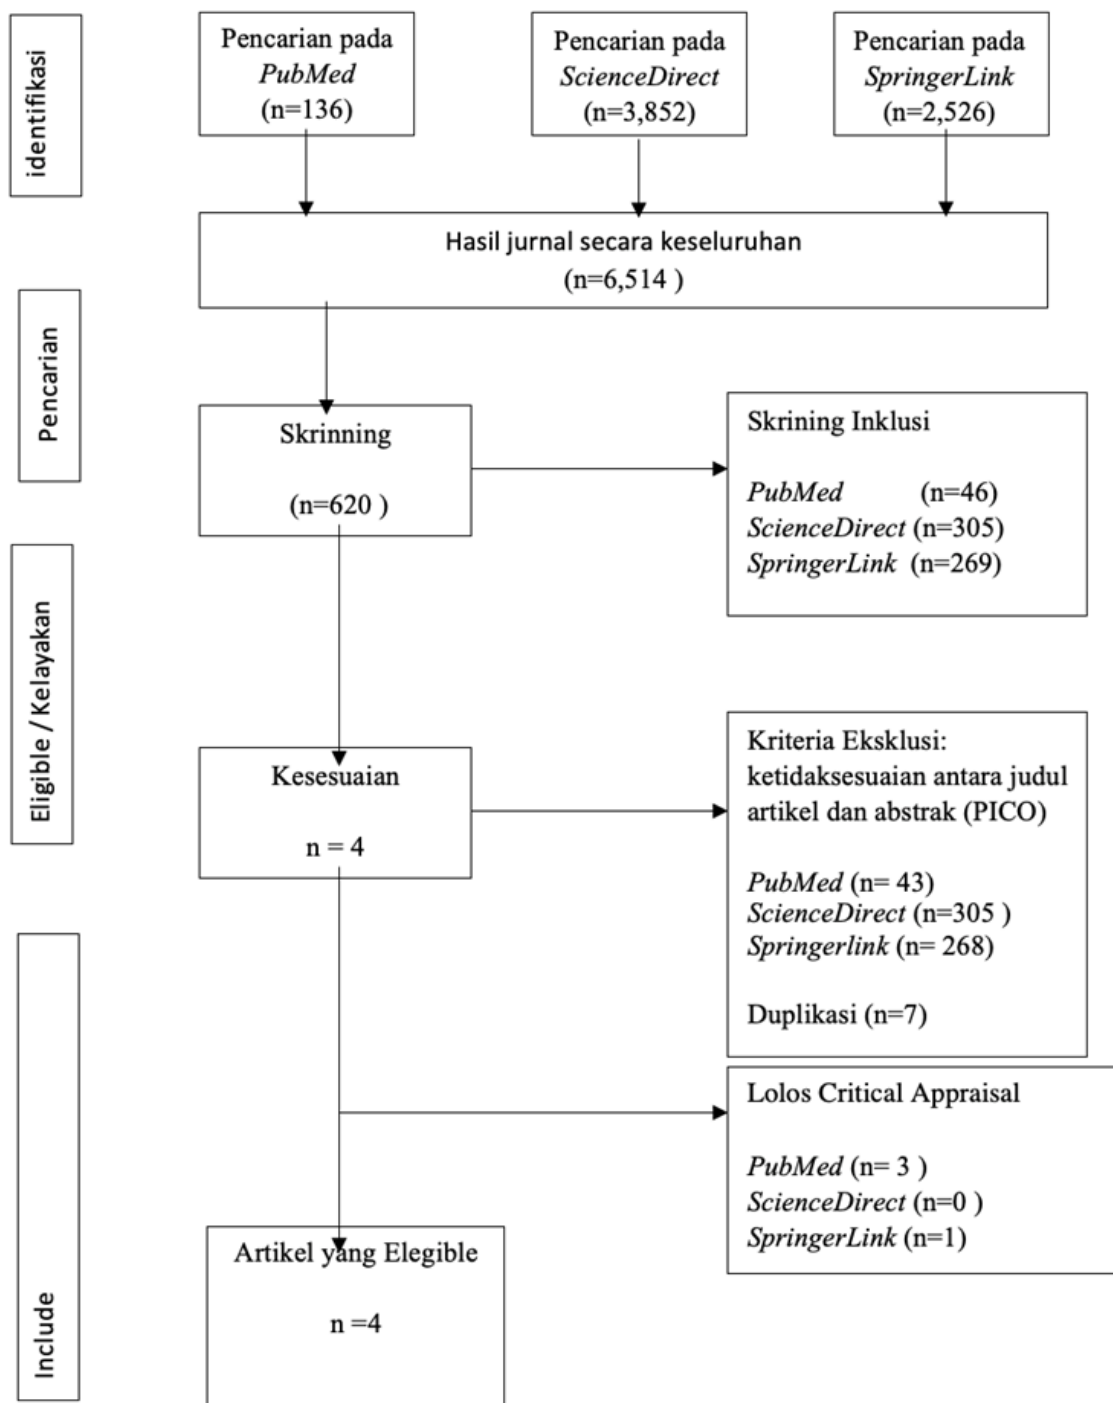 identifikasi
Pencarian pada
PubMed
(n=136)
Pencarian pada
ScienceDirect
(n=3,852)
Pencarian pada
SpringerLink
(n=2,526)
Hasil jurnal secara keseluruhan
(n=6,514 )
Pencarian
Skrinning
(n=620 )
Skrining Inklusi
PubMed (n=46)
ScienceDirect (n=305)
SpringerLink (n=269)
Eligible / Kelayakan
Kesesuaian
n = 4
Kriteria Eksklusi:
ketidaksesuaian antara judul
artikel dan abstrak (PICO)
PubMed (n= 43)
ScienceDirect (n=305 )
Springerlink (n= 268)
Duplikasi (n=7)
Include
Lolos Critical Appraisal
PubMed (n= 3 )
ScienceDirect (n=0 )
SpringerLink (n=1)
Artikel yang Elegible
n =4